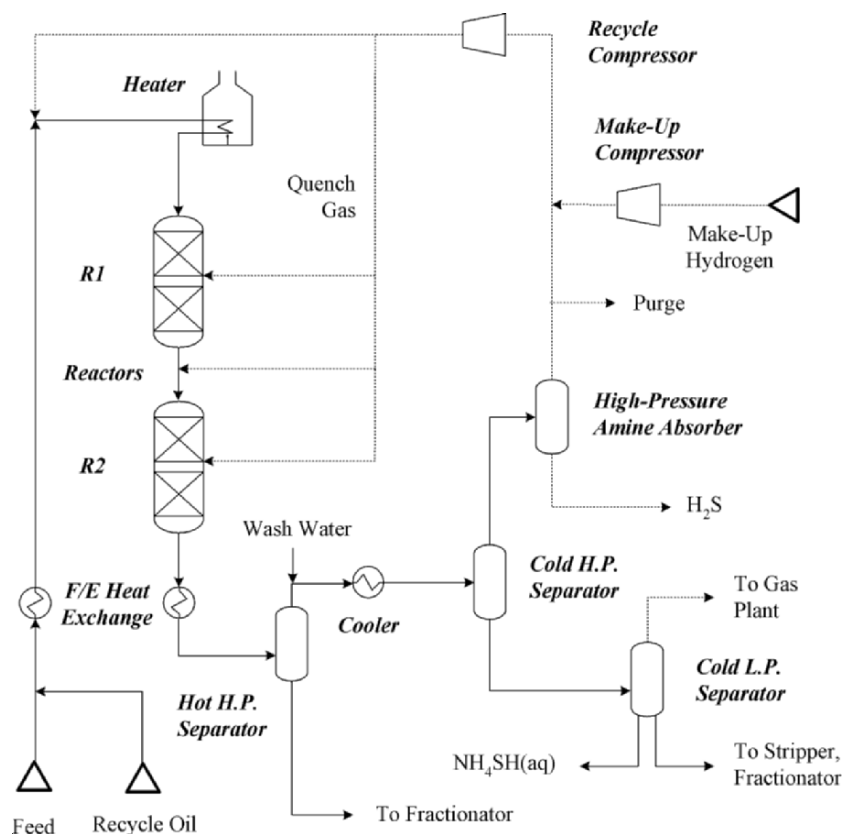 Recycle
Compressor
Heater
Make-Up
Compressor
Quench
Gas
Make-Up
Hydrogen
R1
Purge
Reactors
High-Pressure
Amine Absorber
R2
H₂S
Wash Water
Cold H.P.
Separator
To Gas
Plant
F/E Heat
Exchange
Cooler
Cold L.P.
Separator
Hot H.P.
Separator
NH₄SH(aq)
To Stripper,
Fractionator
To Fractionator
Feed
Recycle Oil